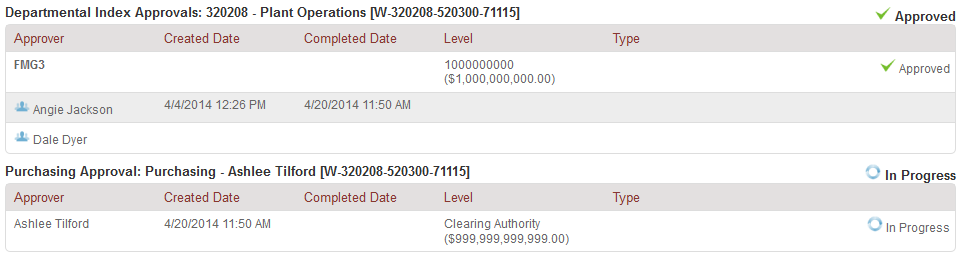 Departmental Index Approvals: 320208 - Plant Operations [W-320208-520300-71115] Approved
Approver Created Date Completed Date Level Type
FMG3 1000000000 Approved
($1,000,000,000.00)
Angie Jackson 4/4/2014 12:26 PM 4/20/2014 11:50 AM
Dale Dyer
Purchasing Approval: Purchasing - Ashlee Tilford [W-320208-520300-71115] In Progress
Approver Created Date Completed Date Level Type
Ashlee Tilford 4/20/2014 11:50 AM Clearing Authority In Progress
($999,999,999,999.00)